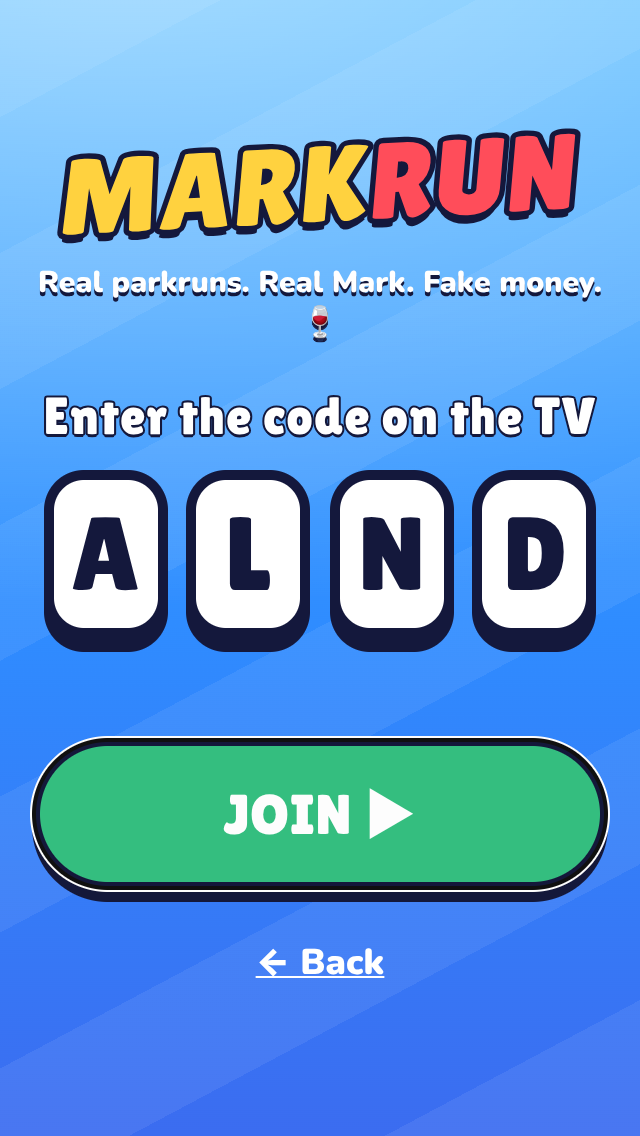 MARKRUN
Real parkruns. Real Mark. Fake money.
🍷
Enter the code on the TV
A L N D
JOIN ▶
← Back